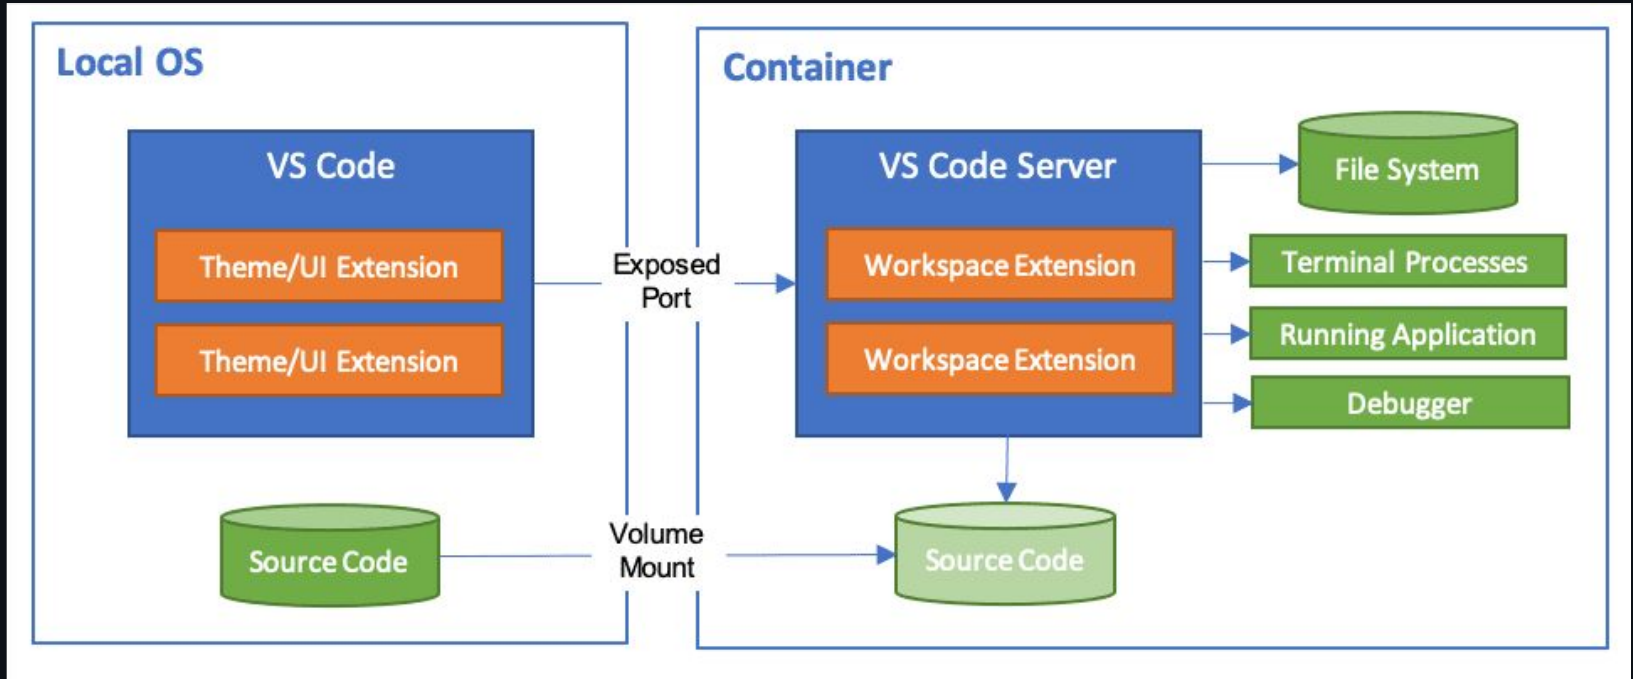 Local OS
VS Code
Theme/UI Extension
Theme/UI Extension
Source Code
Exposed
Port
Volume
Mount
Container
VS Code Server
Workspace Extension
Workspace Extension
Source Code
File System
Terminal Processes
Running Application
Debugger